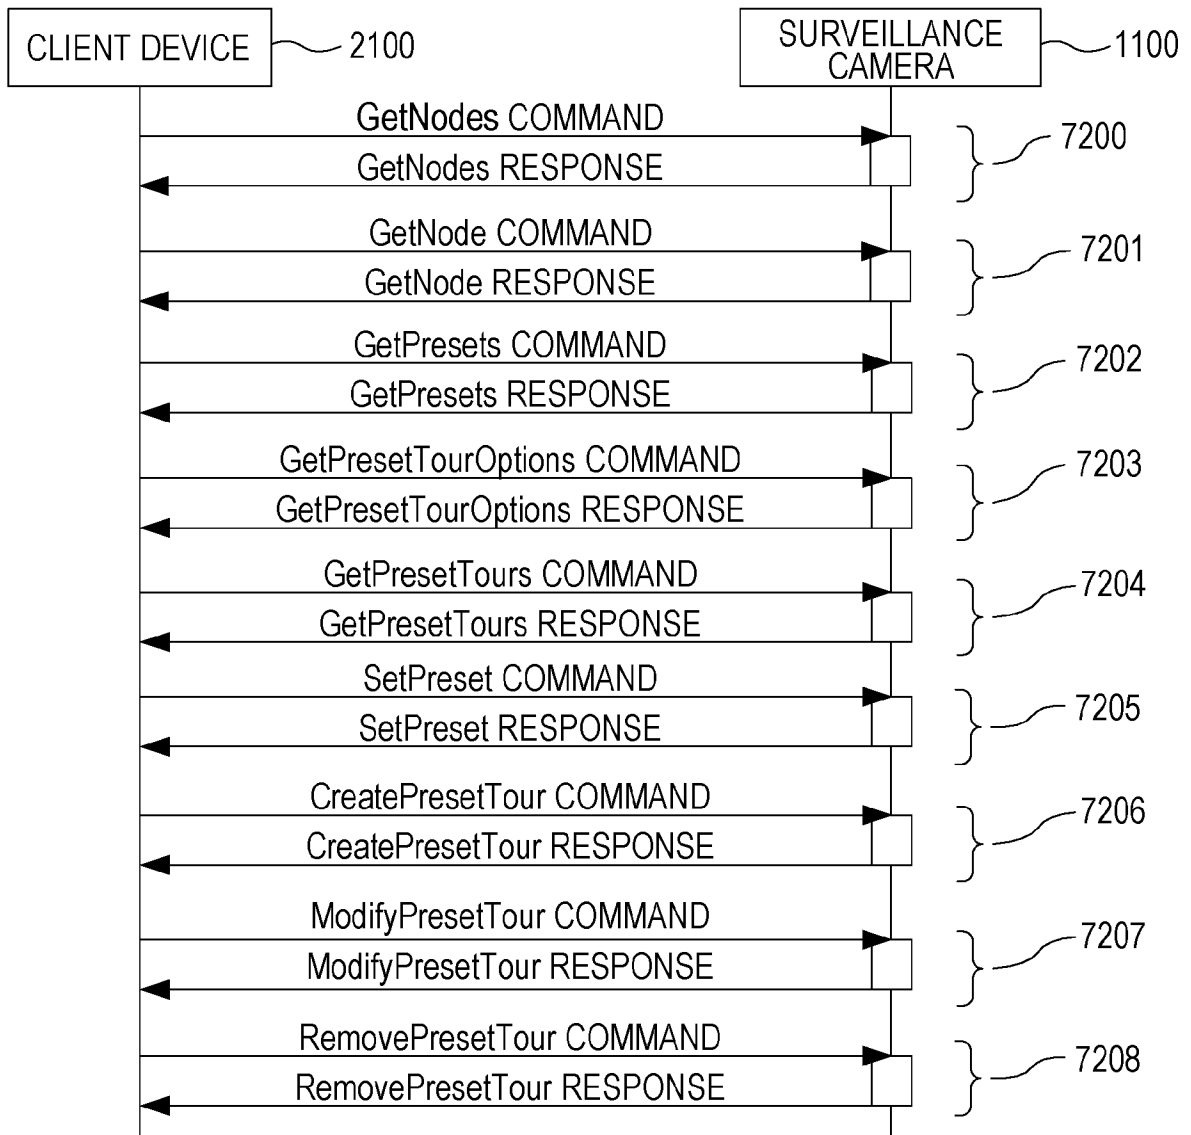 CLIENT DEVICE
2100
SURVEILLANCE
CAMERA
1100
GetNodes COMMAND
GetNodes RESPONSE
7200
GetNode COMMAND
GetNode RESPONSE
7201
GetPresets COMMAND
GetPresets RESPONSE
7202
GetPresetTourOptions COMMAND
GetPresetTourOptions RESPONSE
7203
GetPresetTours COMMAND
GetPresetTours RESPONSE
7204
SetPreset COMMAND
SetPreset RESPONSE
7205
CreatePresetTour COMMAND
CreatePresetTour RESPONSE
7206
ModifyPresetTour COMMAND
ModifyPresetTour RESPONSE
7207
RemovePresetTour COMMAND
RemovePresetTour RESPONSE
7208